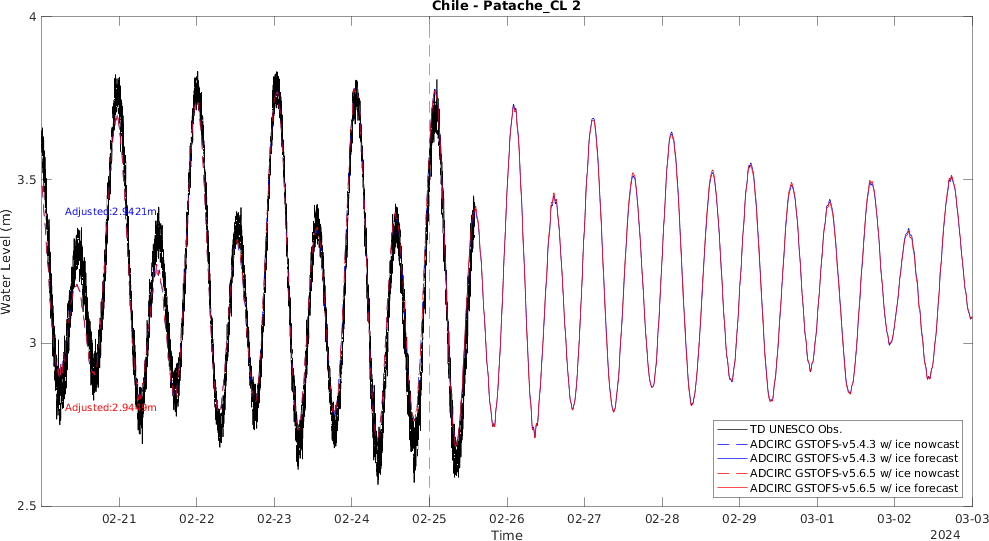 Chile - Patache_CL 2
4
3.5
3
2.5
Water Level (m)
Adjusted:2.9421m
TD UNESCO Obs.
ADCIRC GSTOFS-v5.4.3 w/ ice nowcast
ADCIRC GSTOFS-v5.4.3 w/ ice forecast
ADCIRC GSTOFS-v5.6.5 w/ ice nowcast
ADCIRC GSTOFS-v5.6.5 w/ ice forecast
02-21 02-22 02-23 02-24 02-25 02-26 02-27 02-28 02-29 03-01 03-02 03-03
Time
2024